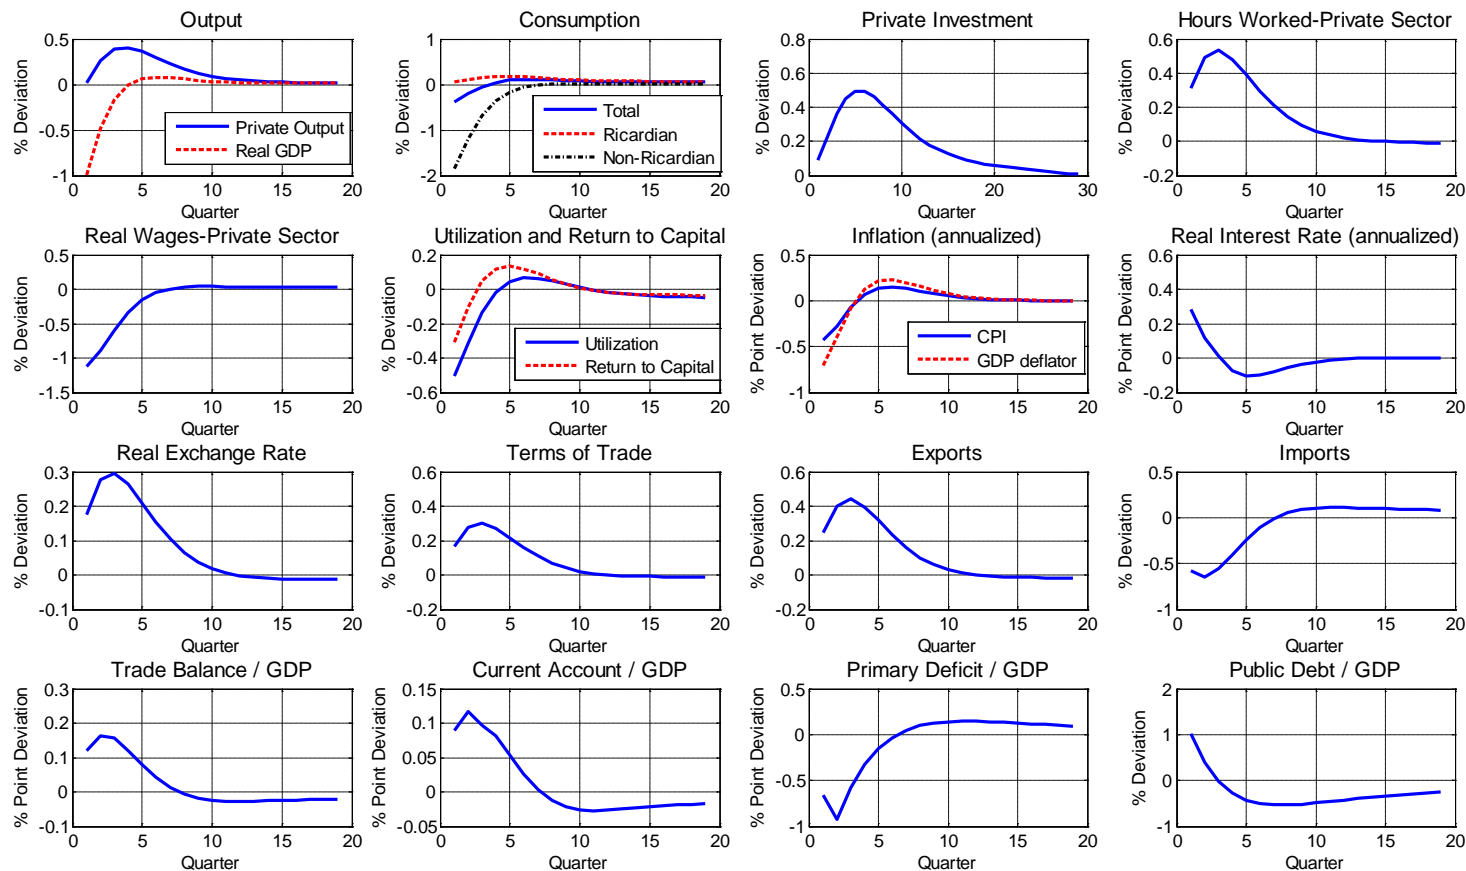 Output
% Deviation
0.5
0
-0.5
-1
Private Output
Real GDP
0 5 10 15 20
Quarter
Consumption
% Deviation
1
0
-1
-2
Total
Ricardian
Non-Ricardian
0 5 10 15 20
Quarter
Private Investment
% Deviation
0.8
0.6
0.4
0.2
0
0 10 20 30
Quarter
Hours Worked-Private Sector
% Deviation
0.6
0.4
0.2
0
-0.2
0 5 10 15 20
Quarter
Real Wages-Private Sector
% Deviation
0.5
0
-0.5
-1
-1.5
0 5 10 15 20
Quarter
Utilization and Return to Capital
% Deviation
0.2
0
-0.2
-0.4
-0.6
Utilization
Return to Capital
0 5 10 15 20
Quarter
Inflation (annualized)
% Point Deviation
0.5
0
-0.5
-1
CPI
GDP deflator
0 5 10 15 20
Quarter
Real Interest Rate (annualized)
% Point Deviation
0.6
0.4
0.2
0
-0.2
0 5 10 15 20
Quarter
Real Exchange Rate
% Deviation
0.3
0.2
0.1
0
-0.1
0 5 10 15 20
Quarter
Terms of Trade
% Deviation
0.6
0.4
0.2
0
-0.2
0 5 10 15 20
Quarter
Exports
% Deviation
0.6
0.4
0.2
0
-0.2
0 5 10 15 20
Quarter
Imports
% Deviation
0.5
0
-0.5
-1
0 5 10 15 20
Quarter
Trade Balance / GDP
% Point Deviation
0.3
0.2
0.1
0
-0.1
0 5 10 15 20
Quarter
Current Account / GDP
% Point Deviation
0.15
0.1
0.05
0
-0.05
0 5 10 15 20
Quarter
Primary Deficit / GDP
% Point Deviation
0.5
0
-0.5
-1
0 5 10 15 20
Quarter
Public Debt / GDP
% Deviation
2
1
0
-1
0 5 10 15 20
Quarter